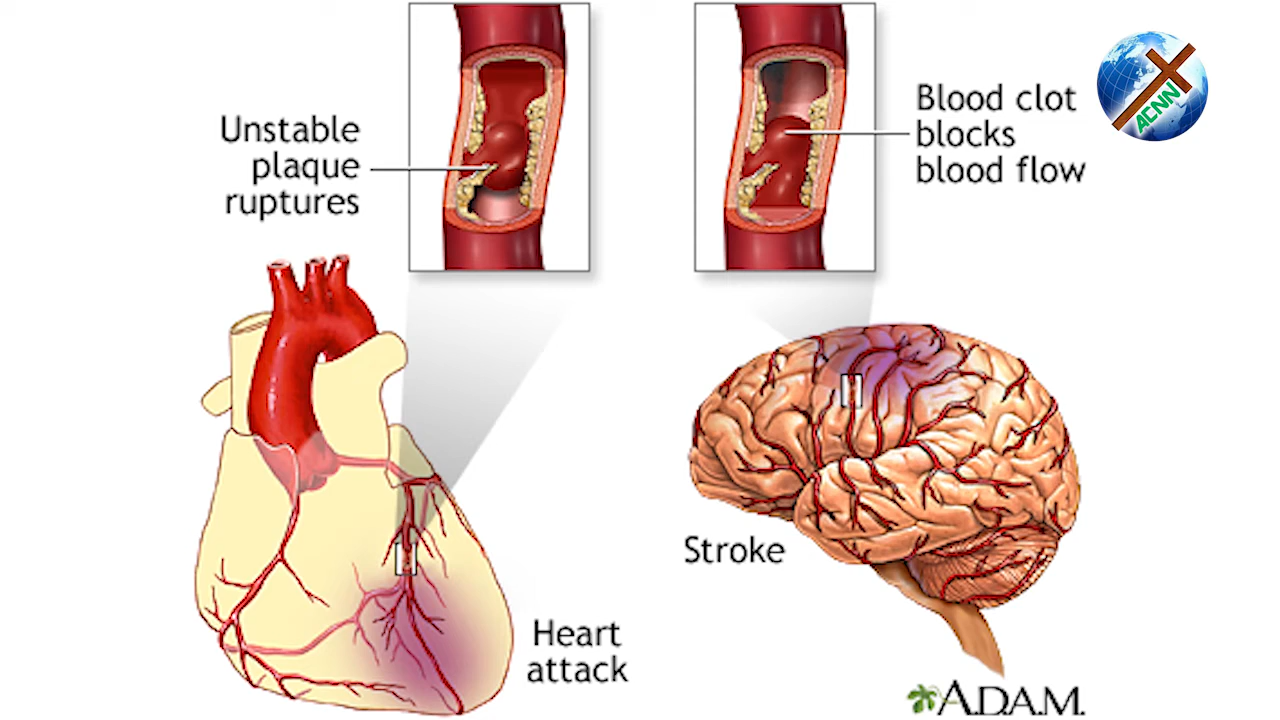 Unstable
plaque
ruptures
Blood clot
blocks
blood flow
ACNN
Stroke
Heart
attack
A.D.A.M.